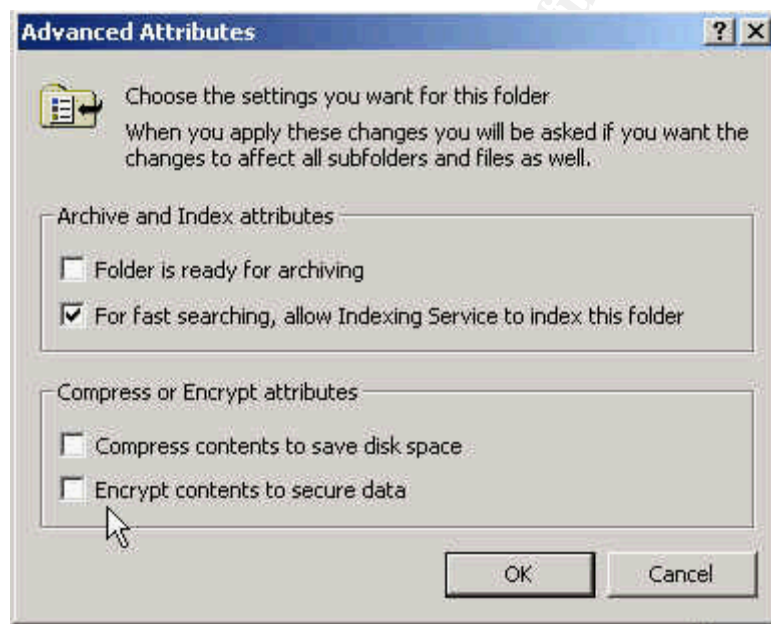 Advanced Attributes
Choose the settings you want for this folder
When you apply these changes you will be asked if you want the
changes to affect all subfolders and files as well.
Archive and Index attributes
Folder is ready for archiving
For fast searching, allow Indexing Service to index this folder
Compress or Encrypt attributes
Compress contents to save disk space
Encrypt contents to secure data
OK Cancel